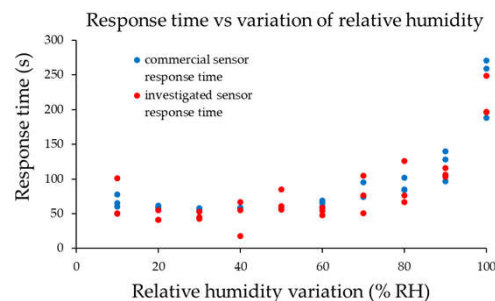 Response time vs variation of relative humidity
300
250
200
150
100
50
0
Response time (s)
commercial sensor
response time
investigated sensor
response time
0 20 40 60 80 100
Relative humidity variation (% RH)